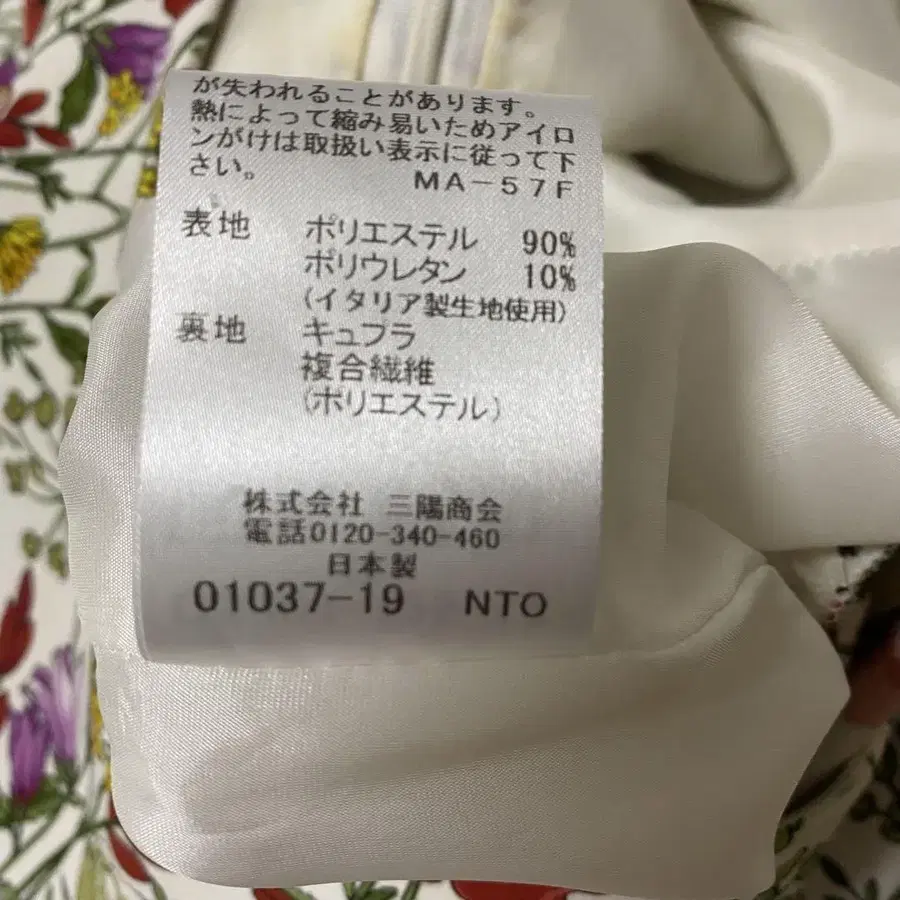 が失われることがあります。
熱によって縮み易いためアイロ
ンがけは取扱い表示に従って下
さい。 MA-57F
表地 ポリエステル 90%
ポリウレタン 10%
(イタリア製生地使用)
裏地 キュプラ
複合繊維
(ポリエステル)
株式会社 三陽商会
電話0120-340-460
日本製
01037-19 NTO